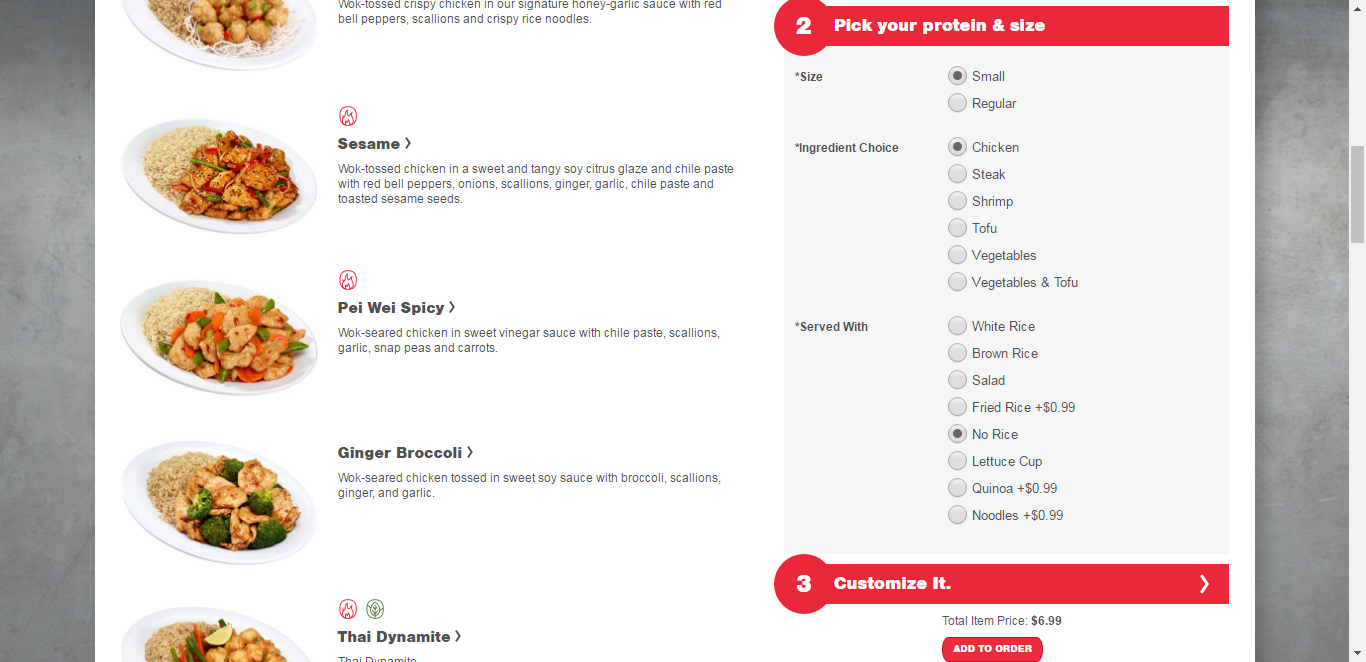 Wok-tossed crispy chicken in our signature honey-garlic sauce with red
bell peppers, scallions and crispy rice noodles.
Sesame >
Wok-tossed chicken in a sweet and tangy soy citrus glaze and chile paste
with red bell peppers, onions, scallions, ginger, garlic, chile paste and
toasted sesame seeds.
Pei Wei Spicy >
Wok-seared chicken in sweet vinegar sauce with chile paste, scallions,
garlic, snap peas and carrots.
Ginger Broccoli >
Wok-seared chicken tossed in sweet soy sauce with broccoli, scallions,
ginger, and garlic.
Thai Dynamite >
Thai Dynamite
2 Pick your protein & size
*Size
Small
Regular
*Ingredient Choice
Chicken
Steak
Shrimp
Tofu
Vegetables
Vegetables & Tofu
*Served With
White Rice
Brown Rice
Salad
Fried Rice +$0.99
No Rice
Lettuce Cup
Quinoa +$0.99
Noodles +$0.99
3 Customize It. >
Total Item Price: $6.99
ADD TO ORDER